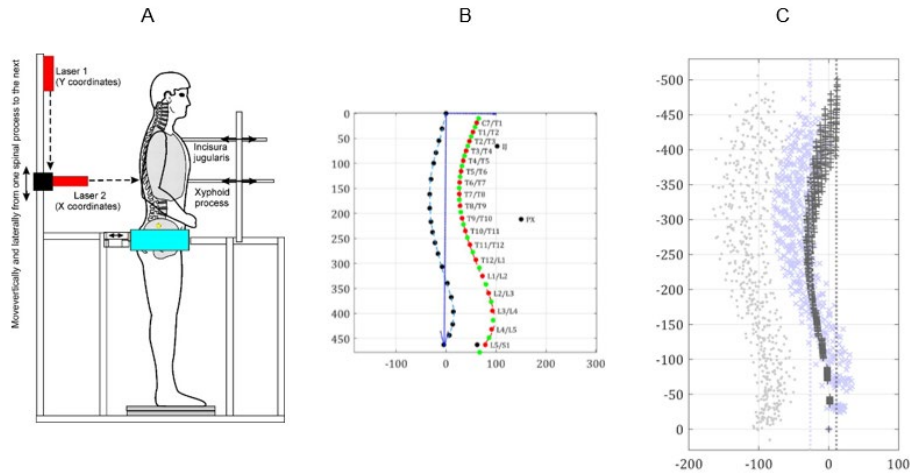 A
B
C
Laser 1
(Y coordinates)
Incisura
jugularis
Xyphoid
process
Laser 2
(X coordinates)
Movevertically and laterally from one spinal process to the next
0
50
100
150
200
250
300
350
400
450
-100
0
100
200
300
C7/T1
T1/T2
T2/T3
IJ
T3/T4
T4/T5
T5/T6
T6/T7
T7/T8
T8/T9
T9/T10
PX
T10/T11
T11/T12
T12/L1
L1/L2
L2/L3
L3/L4
L4/L5
L5/S1
-500
-450
-400
-350
-300
-250
-200
-150
-100
-50
0
-200
-100
0
100